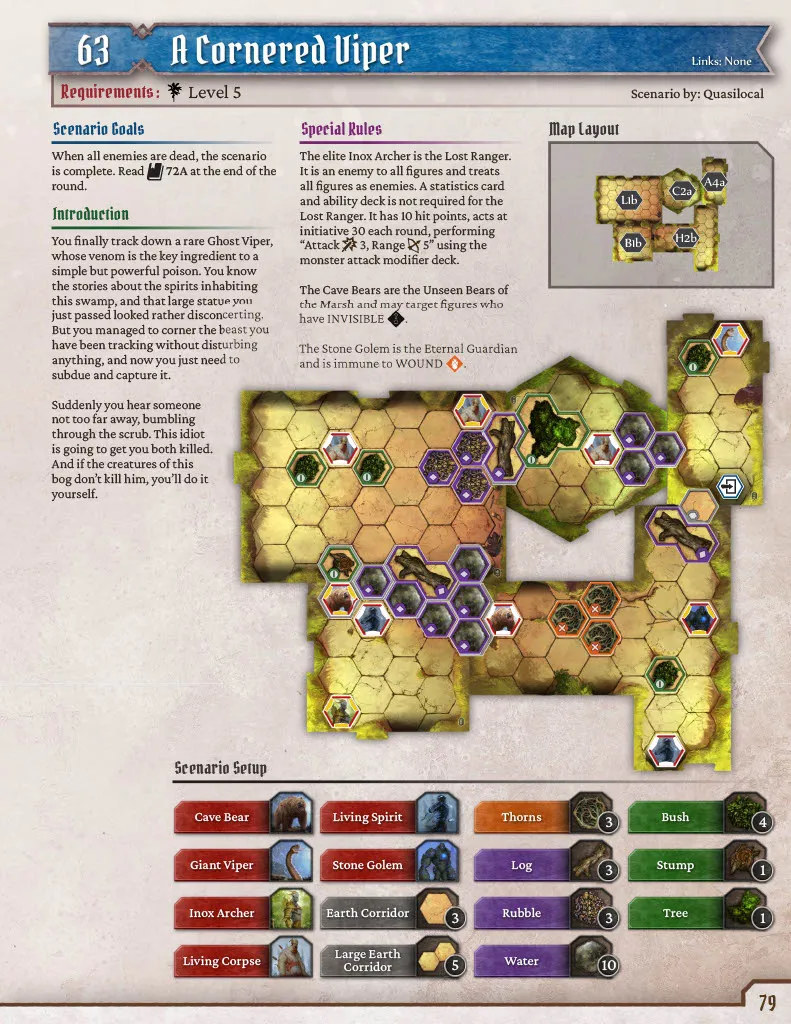 63 A Cornered Viper
Links: None
Requirements: Level 5
Scenario by: Quasilocal
Scenario Goals
When all enemies are dead, the scenario
is complete. Read 72A at the end of the
round.
Introduction
You finally track down a rare Ghost Viper,
whose venom is the key ingredient to a
simple but powerful poison. You know
the stories about the spirits inhabiting
this swamp, and that large statue you
just passed looked rather disconcerting.
But you managed to corner the beast you
have been tracking without disturbing
anything, and now you just need to
subdue and capture it.
Suddenly you hear someone
not too far away, bumbling
through the scrub. This idiot
is going to get you both killed.
And if the creatures of this
bog don't kill him, you'll do it
yourself.
Special Rules
The elite Inox Archer is the Lost Ranger.
It is an enemy to all figures and treats
all figures as enemies. A statistics card
and ability deck is not required for the
Lost Ranger. It has 10 hit points, acts at
initiative 30 each round, performing
"Attack 3, Range 5" using the
monster attack modifier deck.
The Cave Bears are the Unseen Bears of
the Marsh and may target figures who
have INVISIBLE.
The Stone Golem is the Eternal Guardian
and is immune to WOUND.
Map Layout
L1b
C2a
A4a
B1b
H2b
Scenario Setup
Cave Bear
Living Spirit
Thorns 3
Bush 4
Giant Viper
Stone Golem
Log 3
Stump 1
Inox Archer
Earth Corridor 3
Rubble 3
Tree 1
Living Corpse
Large Earth
Corridor 5
Water 10
79